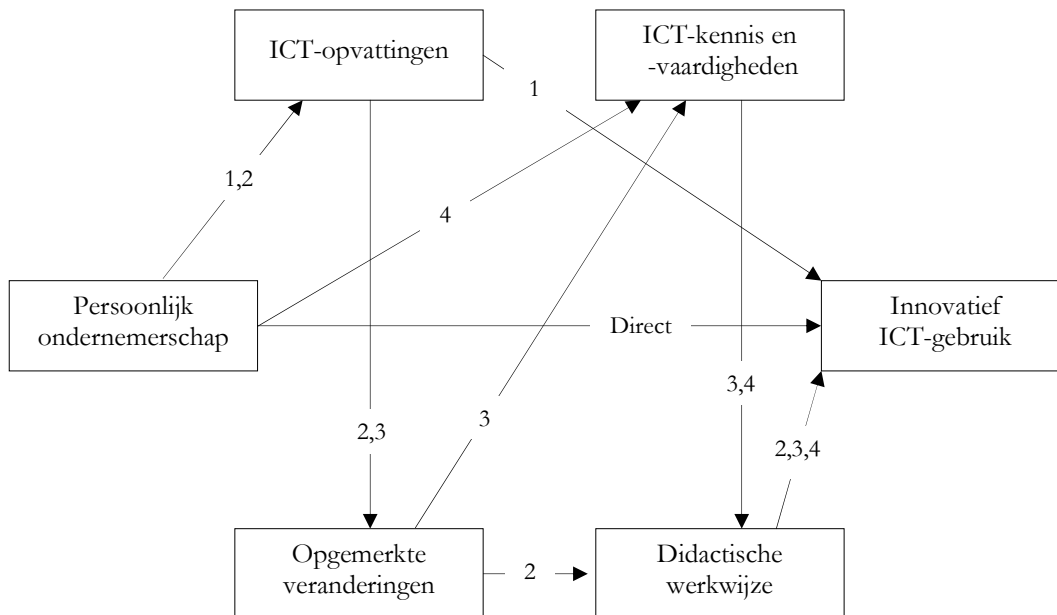 ICT-opvattingen
ICT-kennis en
-vaardigheden
1
1,2
4
Persoonlijk
ondernemerschap
Direct
Innovatief
ICT-gebruik
2,3
3
3,4
2,3,4
Opgemerkte
veranderingen
2
Didactische
werkwijze